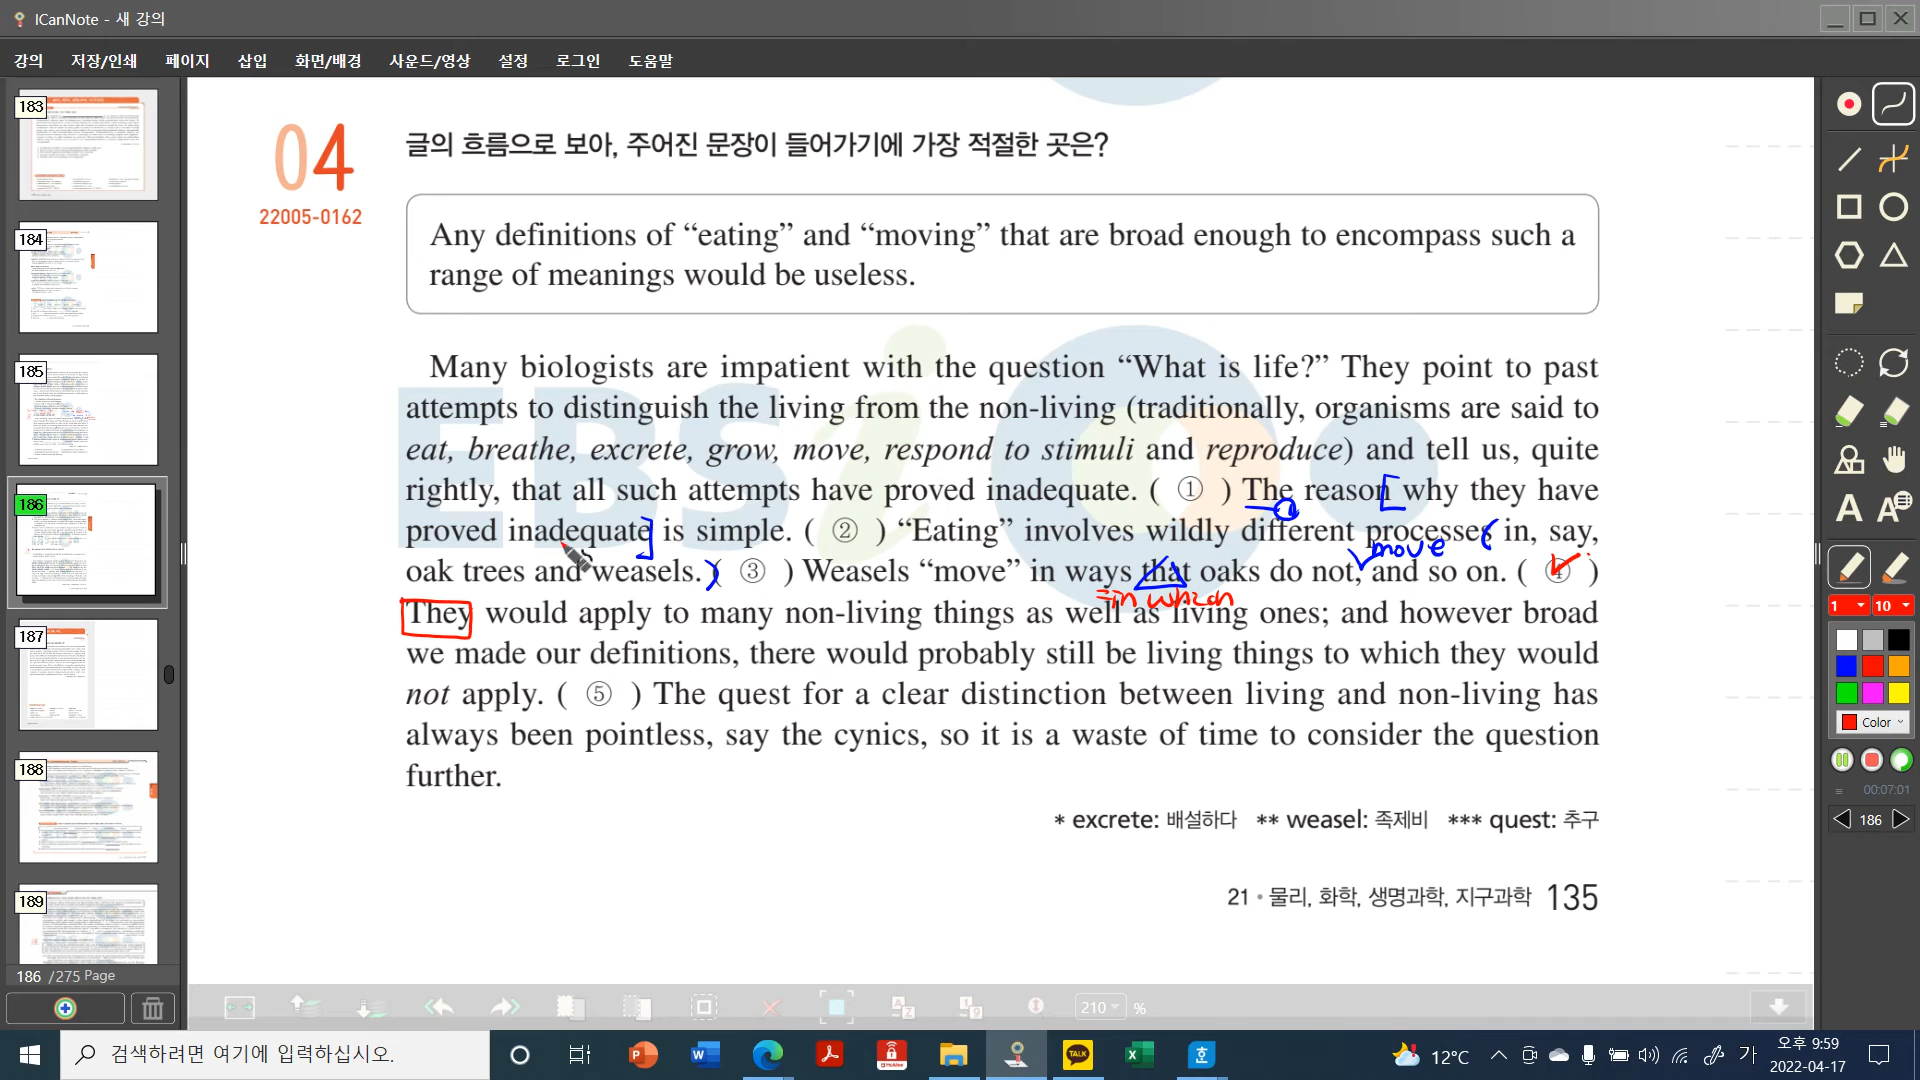 ICanNote - 새 강의
강의 저장/인쇄 페이지 삽입 화면/배경 사운드/영상 설정 로그인 도움말
183
184
185
186
187
188
189
186 /275 Page
04
22005-0162
글의 흐름으로 보아, 주어진 문장이 들어가기에 가장 적절한 곳은?
Any definitions of “eating” and “moving” that are broad enough to encompass such a
range of meanings would be useless.
EBSi
Many biologists are impatient with the question “What is life?” They point to past
attempts to distinguish the living from the non-living (traditionally, organisms are said to
eat, breathe, excrete, grow, move, respond to stimuli and reproduce) and tell us, quite
rightly, that all such attempts have proved inadequate. ( ① ) The reason why they have
proved inadequate is simple. ( ② ) “Eating” involves wildly different processes in, say,
move
oak trees and weasels. ( ③ ) Weasels “move” in ways that oaks do not, and so on. ( ④ )
=in which
They would apply to many non-living things as well as living ones; and however broad
we made our definitions, there would probably still be living things to which they would
not apply. ( ⑤ ) The quest for a clear distinction between living and non-living has
always been pointless, say the cynics, so it is a waste of time to consider the question
further.
* excrete: 배설하다 ** weasel: 족제비 *** quest: 추구
21 • 물리, 화학, 생명과학, 지구과학 135
1 10
Color
00:07:01
186
210 %
검색하려면 여기에 입력하십시오.
TALK
12°C
가
오후 9:59
2022-04-17